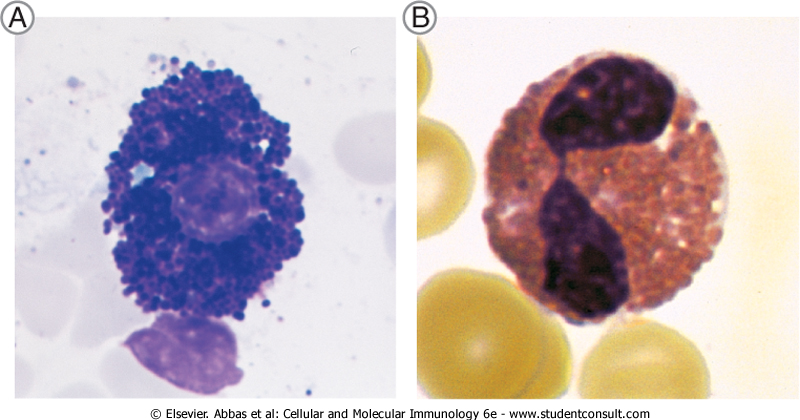 A
B
© Elsevier. Abbas et al: Cellular and Molecular Immunology 6e - www.studentconsult.com